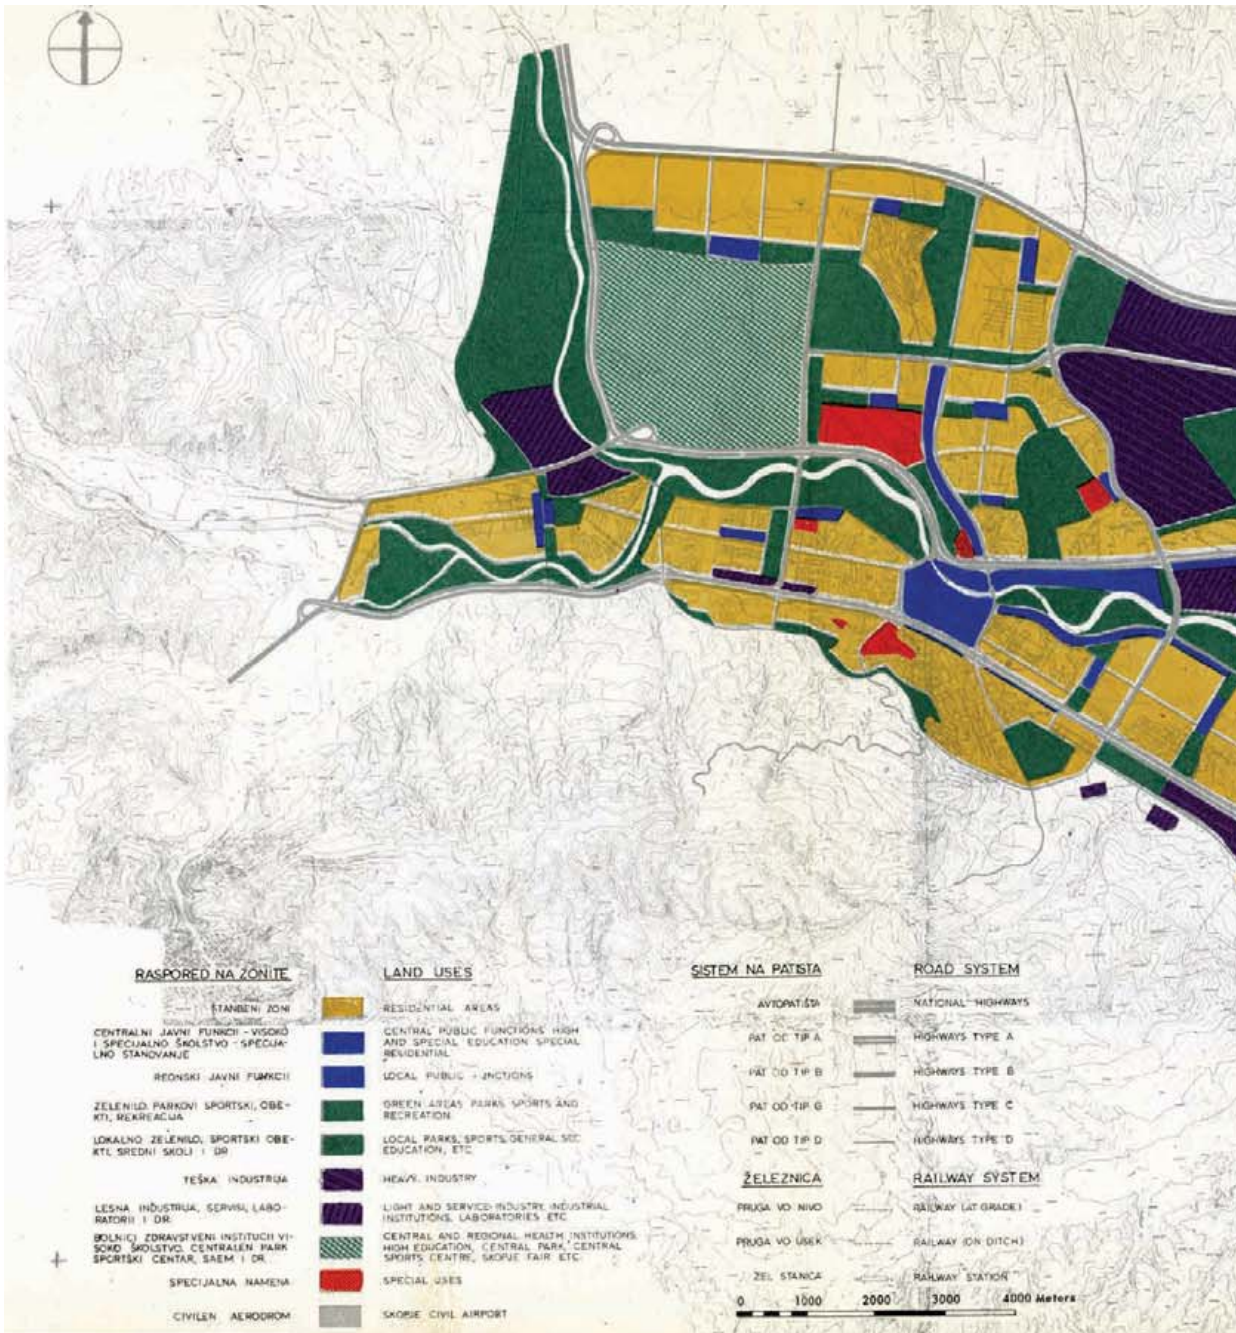 RASPORED NA ZONITE
STANBENI ZONI
CENTRALNI JAVNI FUNKCII - VISOKO
I SPECIJALNO ŠKOLSTVO - SPECIJA-
LNO STANOVANJE
REONSKI JAVNI FUNKCII
ZELENILO, PARKOVI SPORTSKI, OBE-
KTI, REKREACIJA
LOKALNO ZELENILO, SPORTSKI OBE-
KTI, SREDNI SKOLI I DR
TEŠKA INDUSTRIJA
LESNA INDUSTRIJA, SERVISI, LABO-
RATORII I DR.
BOLNICI ZDRAVSTVENI INSTITUCII VI-
SOKO ŠKOLSTVO, CENTRALEN PARK
SPORTSKI CENTAR, SAEM I DR.
SPECIJALNA NAMENA
CIVILEN AERODROM
LAND USES
RESIDENTIAL AREAS
CENTRAL PUBLIC FUNCTIONS HIGH
AND SPECIAL EDUCATION SPECIAL
RESIDENTIAL
LOCAL PUBLIC
GREEN AREAS PARKS SPORTS AND
RECREATION
LOCAL PARKS, SPORTS, GENERAL SEC
EDUCATION, ETC
HEAVY INDUSTRY
LIGHT AND SERVICE INDUSTRY, INDUSTRIAL
INSTITUTIONS, LABORATORIES ETC
CENTRAL AND REGIONAL HEALTH INSTITUTIONS
HIGH EDUCATION, CENTRAL PARK, CENTRAL
SPORTS CENTRE, SKOPJE FAIR ETC.
SPECIAL USES
SKOPJE CIVIL AIRPORT
SISTEM NA PATISTA
AVTOPATIŠTA
PAT OD TIP A
PAT OD TIP B
PAT OD TIP G
PAT OD TIP D
ŽELEZNICA
PRUGA VO NIVO
PRUGA VO USEK
ŽEL STANICA
ROAD SYSTEM
NATIONAL HIGHWAYS
HIGHWAYS TYPE A
HIGHWAYS TYPE B
HIGHWAYS TYPE C
HIGHWAYS TYPE D
RAILWAY SYSTEM
RAILWAY (AT GRADE)
RAILWAY (ON DITCH)
RAILWAY STATION
0 1000 2000 3000 4000 Meters